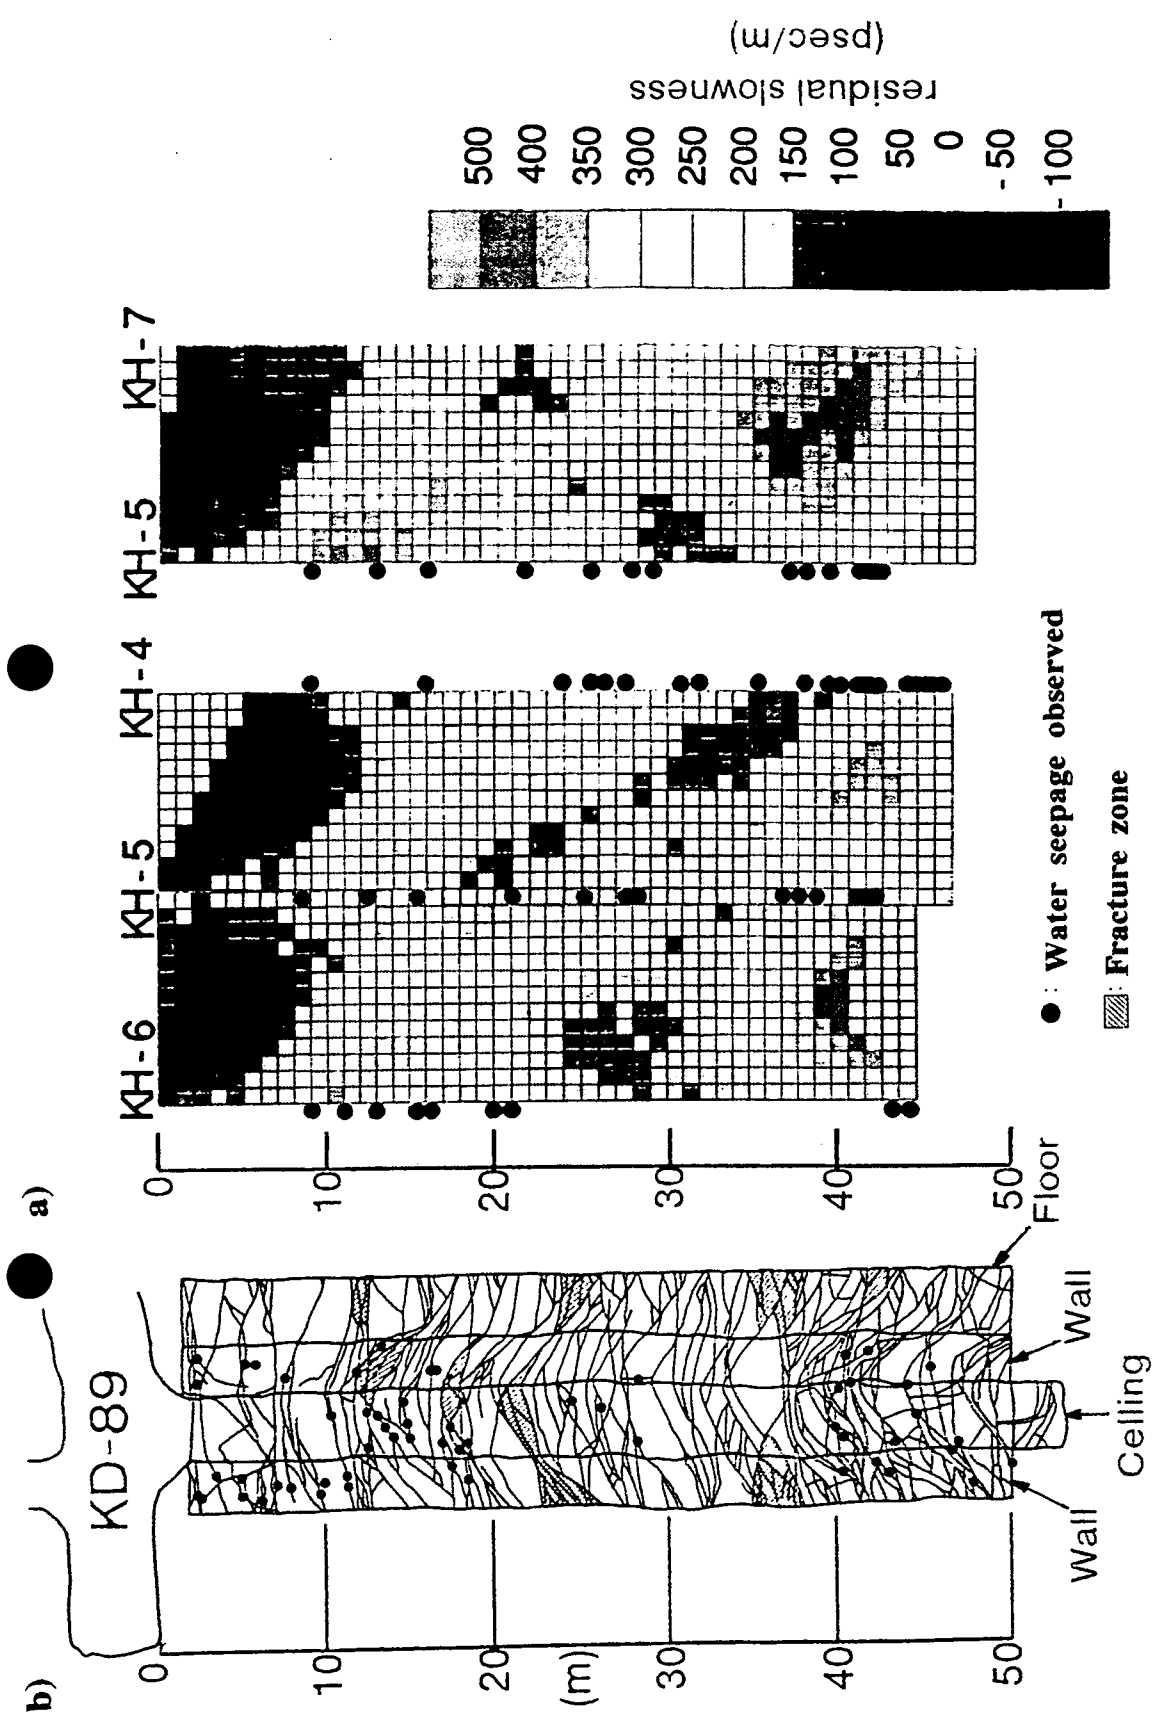 a)
KH-6
KH-5
KH-4
KH-5
KH-7
0
10
20
30
40
50
500
400
350
300
250
200
150
100
50
0
-50
-100
residual slowness
(psec/m)
●: Water seepage observed
: Fracture zone
b)
KD-89
0
10
20
(m)
30
40
50
Wall
Celling
Wall
Floor